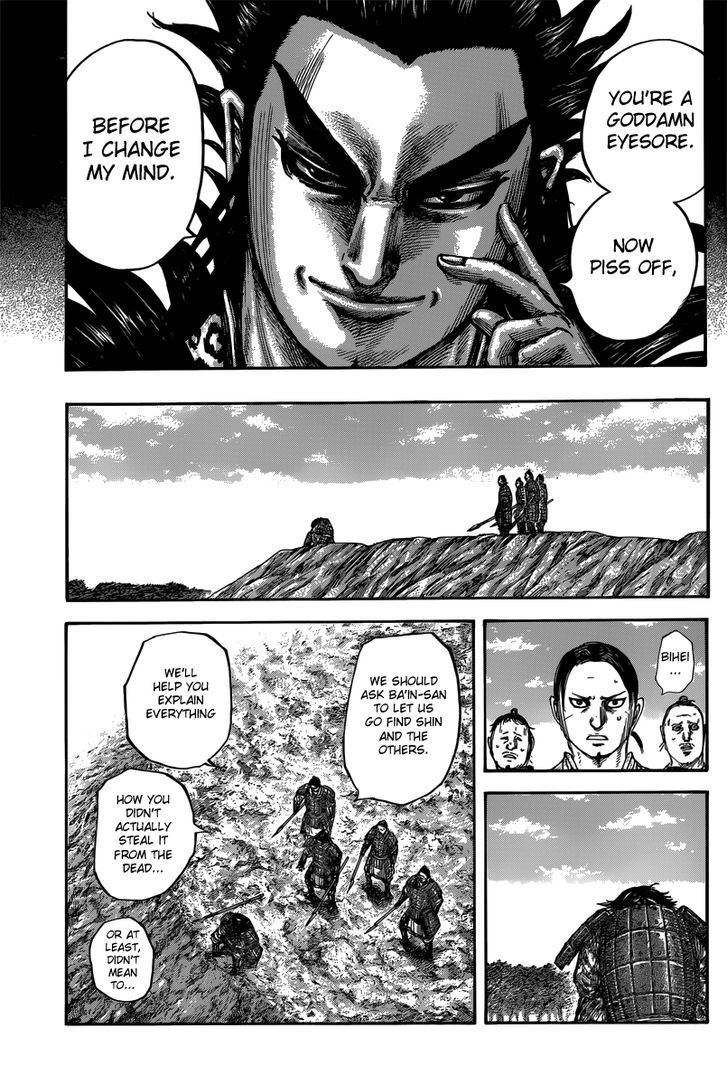 YOU'RE A
GODDAMN
EYESORE.
NOW
PISS OFF,
BEFORE
I CHANGE
MY MIND.
BIHEI
...
WE SHOULD
ASK BA'IN-SAN
TO LET US
GO FIND SHIN
AND THE
OTHERS.
WE'LL
HELP YOU
EXPLAIN
EVERYTHING
HOW YOU
DIDN'T
ACTUALLY
STEAL IT
FROM THE
DEAD...
OR AT
LEAST,
DIDN'T
MEAN
TO...